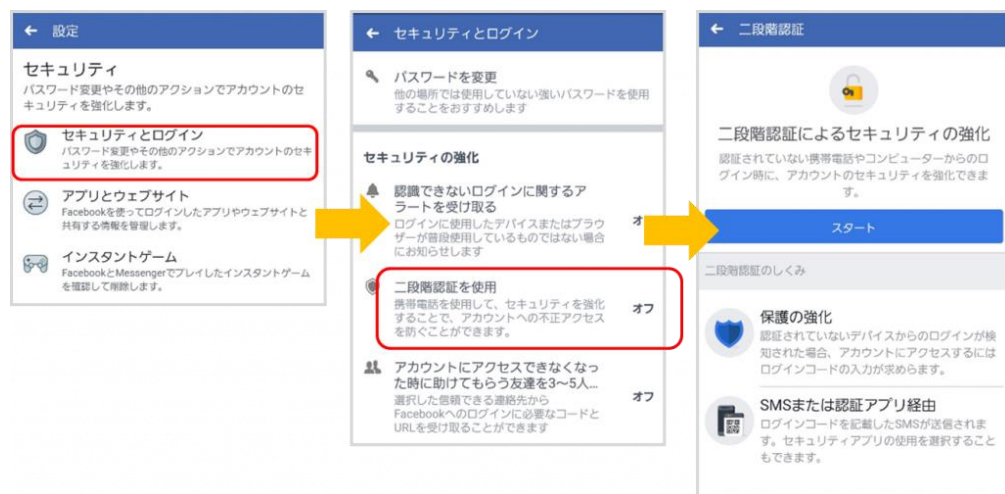 設定
セキュリティ
パスワード変更やその他のアクションでアカウントのセ
キュリティを強化します。
セキュリティとログイン
パスワード変更やその他のアクションでアカウントのセキ
ュリティを強化します。
アプリとウェブサイト
Facebookを使ってログインしたアプリやウェブサイトと
共有する情報を管理します。
インスタントゲーム
FacebookとMessengerでプレイしたインスタントゲーム
を確認して削除します。
セキュリティとログイン
パスワードを変更
他の場所では使用していない強いパスワードを使用
することをおすすめします
セキュリティの強化
認識できないログインに関するア
ラートを受け取る
ログインに使用したデバイスまたはブラウ
ザーが普段使用しているものではない場合
にお知らせします
オ
二段階認証を使用
携帯電話を使用して、セキュリティを強化
することで、アカウントへの不正アクセス
を防ぐことができます。
オフ
アカウントにアクセスできなくなっ
た時に助けてもらう友達を3〜5人...
選択した信頼できる連絡先から
Facebookへのログインに必要なコードと
URLを受け取ることができます
オフ
二段階認証
二段階認証によるセキュリティの強化
認証されていない携帯電話やコンピューターからのロ
グイン時に、アカウントのセキュリティを強化できま
す。
スタート
二段階認証のしくみ
保護の強化
認証されていないデバイスからのログインが検
知された場合、アカウントにアクセスするには
ログインコードの入力が求めらます。
SMSまたは認証アプリ経由
ログインコードを記載したSMSが送信されま
す。セキュリティアプリの使用を選択すること
もできます。